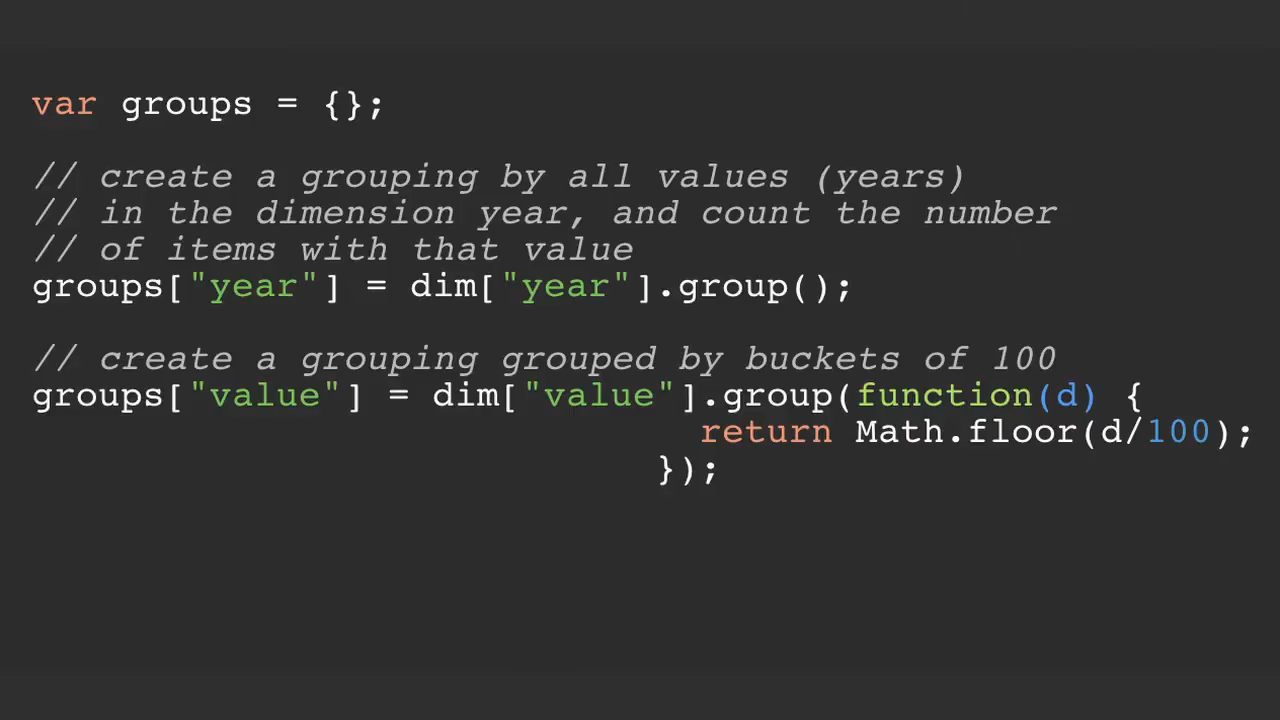 var groups = {};
// create a grouping by all values (years)
// in the dimension year, and count the number
// of items with that value
groups["year"] = dim["year"].group();
// create a grouping grouped by buckets of 100
groups["value"] = dim["value"].group(function(d) {
return Math.floor(d/100);
});